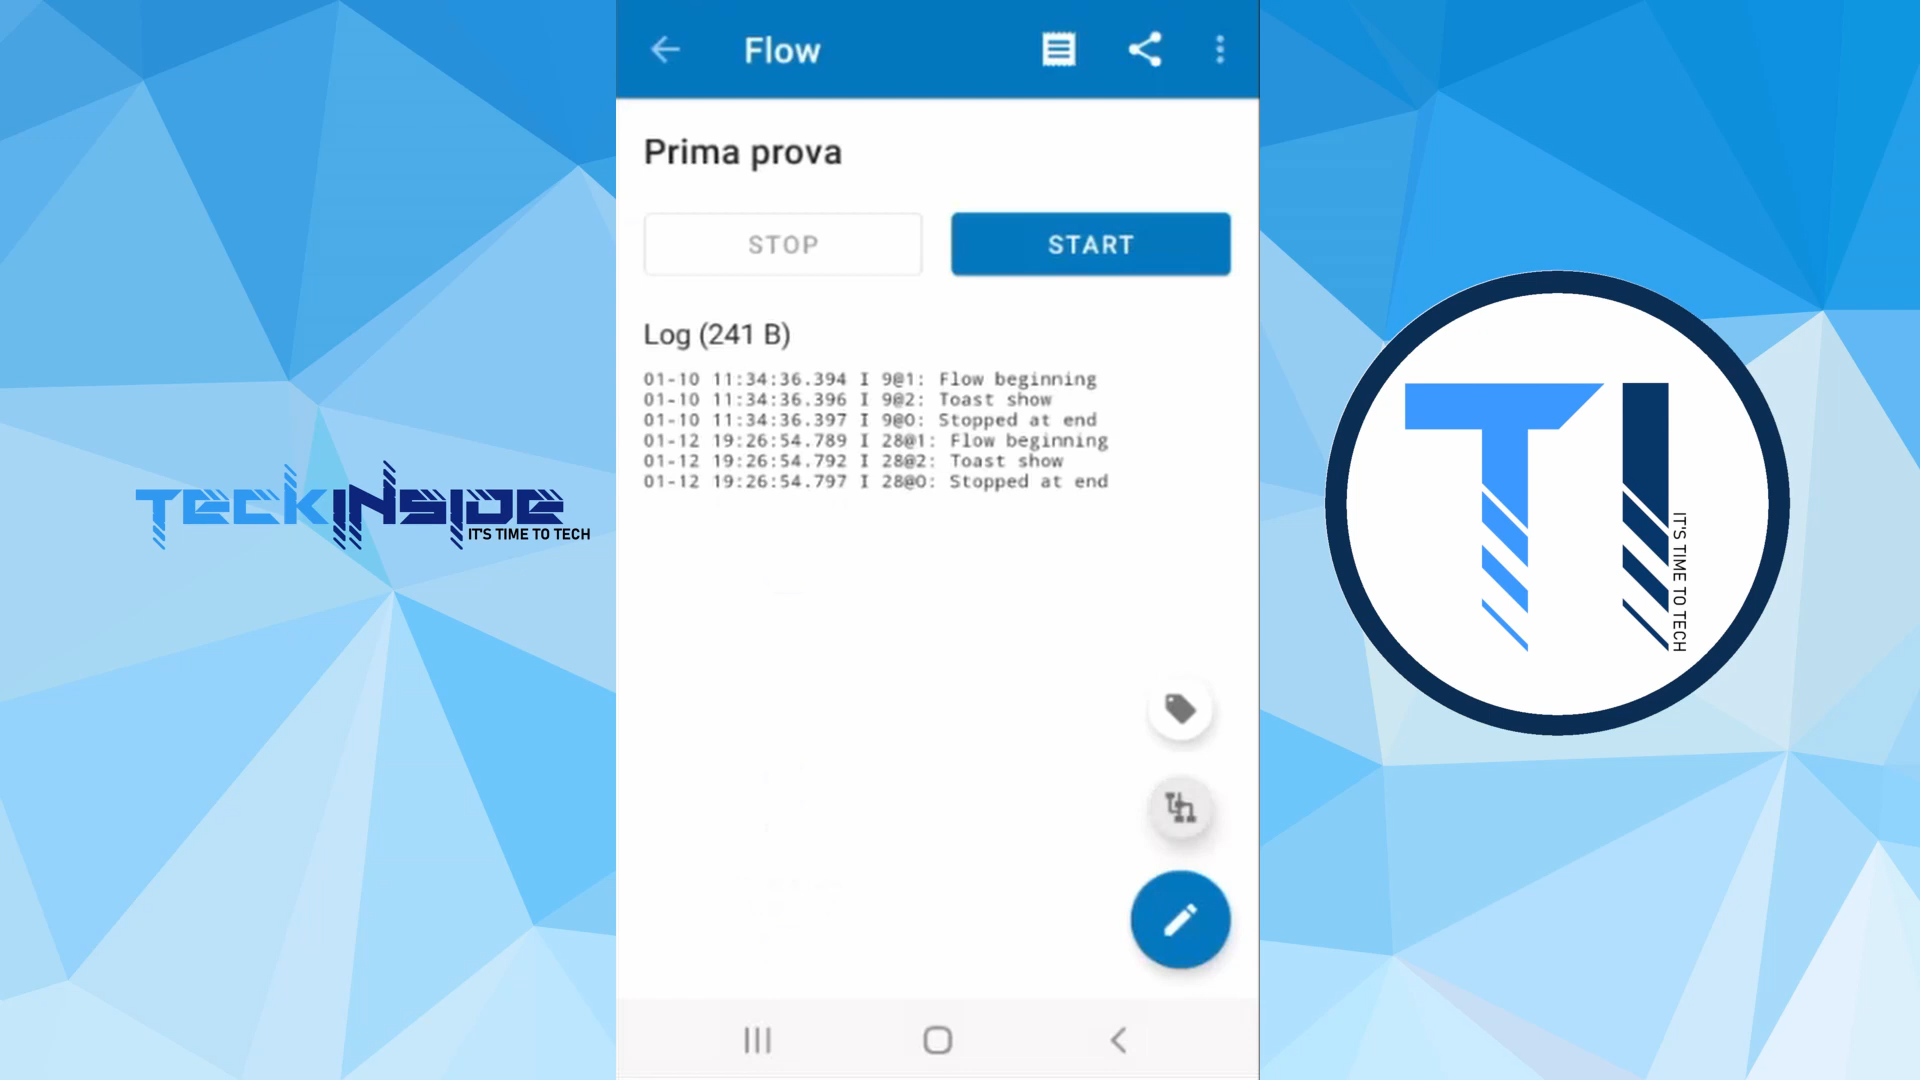 Flow
Prima prova
STOP
START
Log (241 B)
01-10 11:34:36.394 I 9@1: Flow beginning
01-10 11:34:36.396 I 9@2: Toast show
01-10 11:34:36.397 I 9@0: Stopped at end
01-12 19:26:54.789 I 28@1: Flow beginning
01-12 19:26:54.792 I 28@2: Toast show
01-12 19:26:54.797 I 28@0: Stopped at end
TECKINSIDE
IT'S TIME TO TECH
TI
IT'S TIME TO TECH